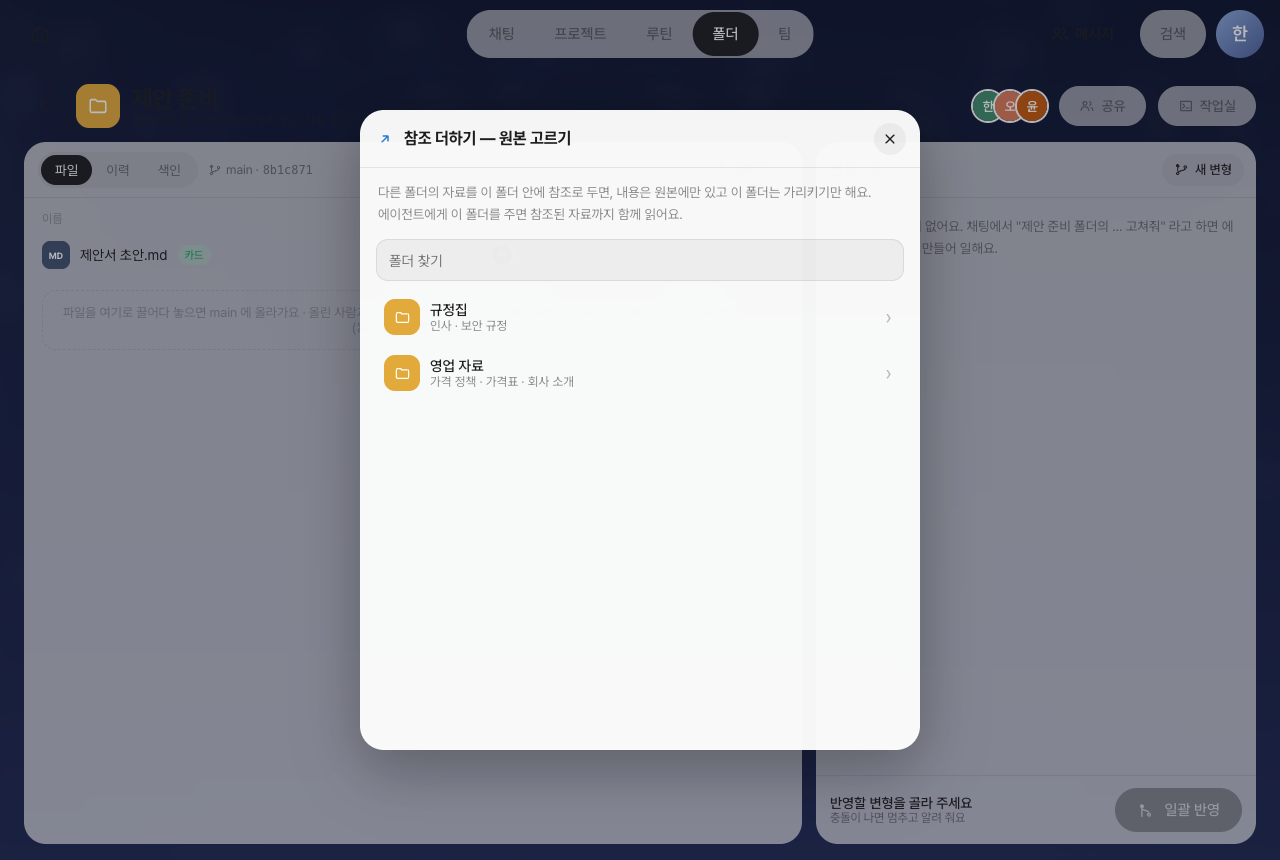 채팅 프로젝트 루틴 폴더 팀
검색 한
제안 준비
한 오 윤 공유 작업실
참조 더하기 — 원본 고르기
파일 이력 색인 main · 8b1c871
새 변형
다른 폴더의 자료를 이 폴더 안에 참조로 두면, 내용은 원본에만 있고 이 폴더는 가리키기만 해요.
에이전트에게 이 폴더를 주면 참조된 자료까지 함께 읽어요.
이름
없어요. 채팅에서 "제안 준비 폴더의 ... 고쳐줘" 라고 하면 에
만들어 일해요.
MD 제안서 초안.md 카드
폴더 찾기
파일을 여기로 끌어다 놓으면 main 에 올라가요 · 올린 사람
규정집
인사 · 보안 규정
영업 자료
가격 정책 · 가격표 · 회사 소개
반영할 변형을 골라 주세요
충돌이 나면 멈추고 알려 줘요
일괄 반영